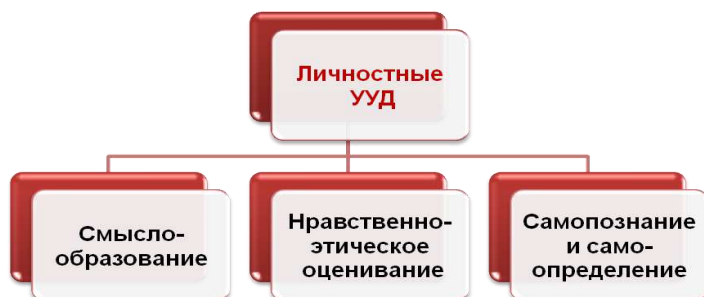 Личностные
УУД
Смысло-
образование
Нравственно-
этическое
оценивание
Самопознание
и само-
определение